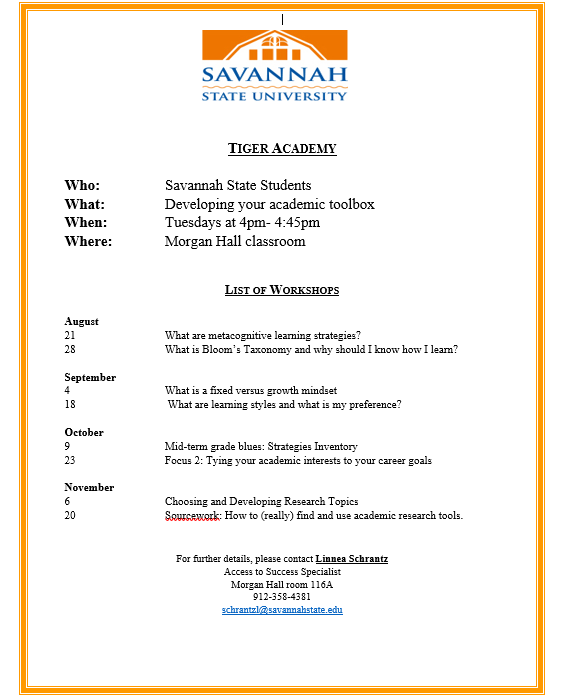 SAVANNAH
STATE UNIVERSITY
TIGER ACADEMY
Who: Savannah State Students
What: Developing your academic toolbox
When: Tuesdays at 4pm- 4:45pm
Where: Morgan Hall classroom
LIST OF WORKSHOPS
August
21 What are metacognitive learning strategies?
28 What is Bloom's Taxonomy and why should I know how I learn?
September
4 What is a fixed versus growth mindset
18 What are learning styles and what is my preference?
October
9 Mid-term grade blues: Strategies Inventory
23 Focus 2: Tying your academic interests to your career goals
November
6 Choosing and Developing Research Topics
20 Sourcework: How to (really) find and use academic research tools.
For further details, please contact Linnea Schrantz
Access to Success Specialist
Morgan Hall room 116A
912-358-4381
schrantzl@savannahstate.edu